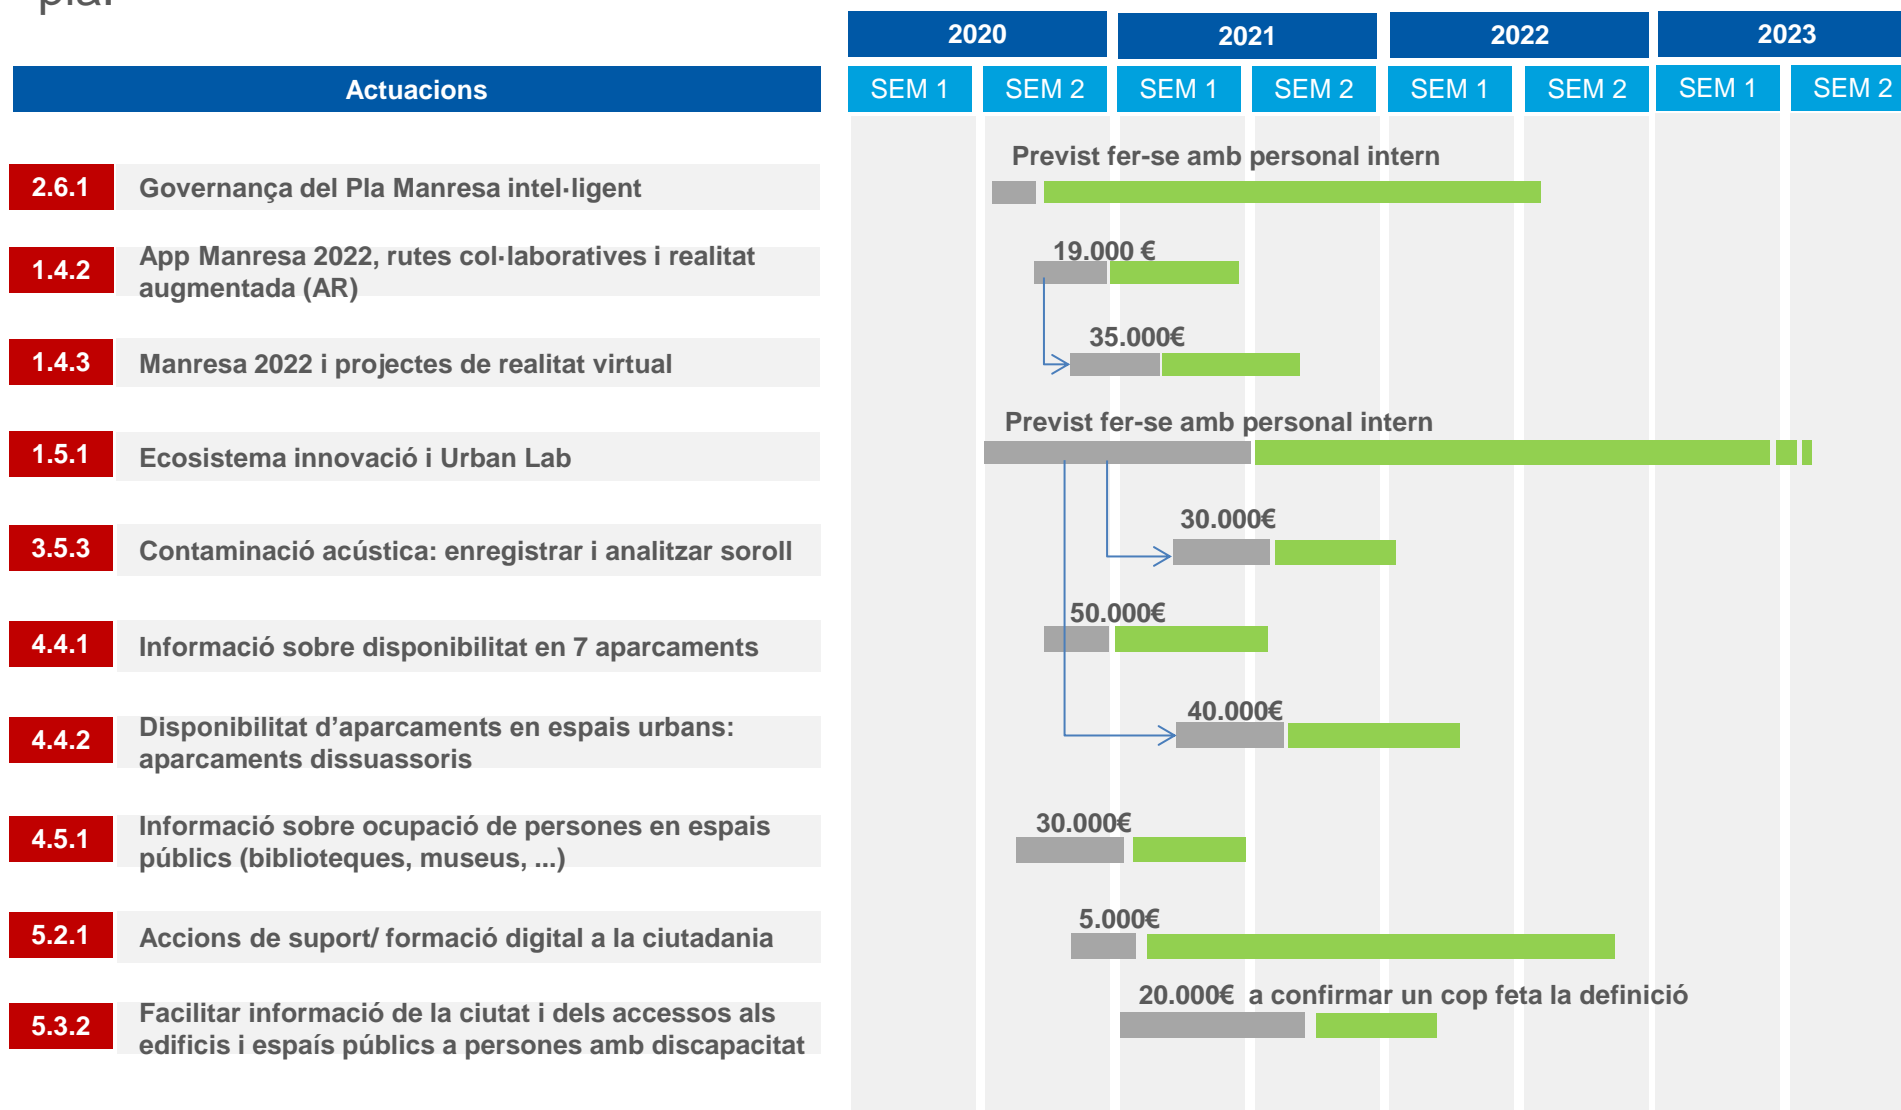 pla.
2020 2021 2022 2023
Actuacions SEM 1 SEM 2 SEM 1 SEM 2 SEM 1 SEM 2 SEM 1 SEM 2
Previst fer-se amb personal intern
2.6.1 Governança del Pla Manresa intel·ligent
19.000 €
1.4.2 App Manresa 2022, rutes col·laboratives i realitat
augmentada (AR)
35.000€
1.4.3 Manresa 2022 i projectes de realitat virtual
Previst fer-se amb personal intern
1.5.1 Ecosistema innovació i Urban Lab
30.000€
3.5.3 Contaminació acústica: enregistrar i analitzar soroll
50.000€
4.4.1 Informació sobre disponibilitat en 7 aparcaments
40.000€
4.4.2 Disponibilitat d’aparcaments en espais urbans:
aparcaments dissuassoris
30.000€
4.5.1 Informació sobre ocupació de persones en espais
públics (biblioteques, museus, ...)
5.000€
5.2.1 Accions de suport/ formació digital a la ciutadania
20.000€ a confirmar un cop feta la definició
5.3.2 Facilitar informació de la ciutat i dels accessos als
edificis i espaís públics a persones amb discapacitat